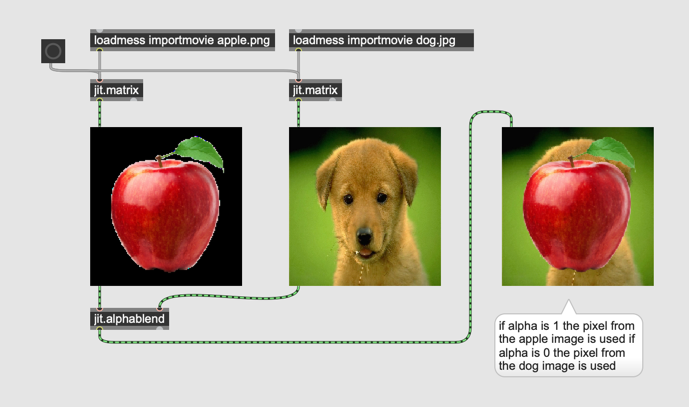 loadmess importmovie apple.png
loadmess importmovie dog.jpg
jit.matrix
jit.matrix
jit.alphablend
if alpha is 1 the pixel from
the apple image is used if
alpha is 0 the pixel from
the dog image is used